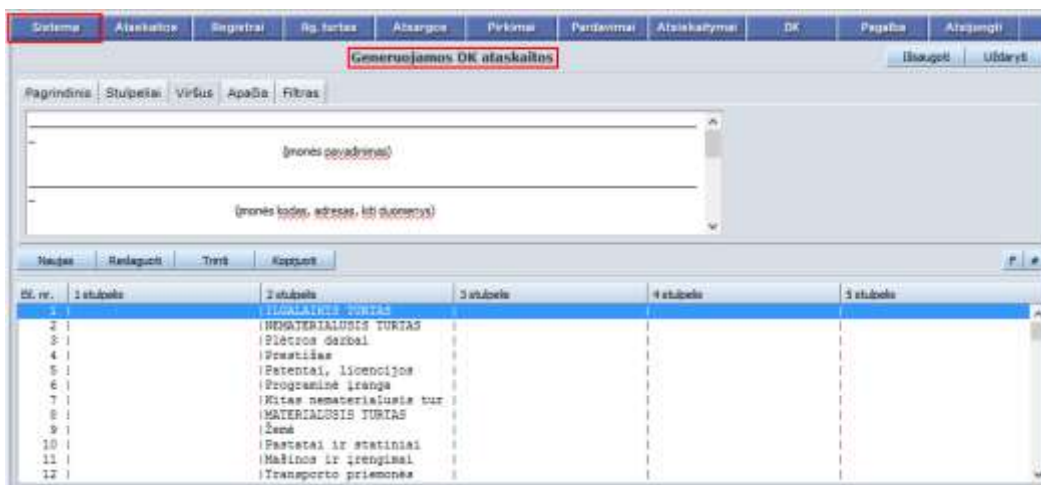 Sistema Ataskaitos Registrai Ilg. turtas Atsargos Pirkimai Pardavimai Atsiskaitymai DK Pagalba Atsijungti
Generuojamos DK ataskaitos Išsaugoti Uždaryti
Pagrindinis Stulpeliai Viršus Apačia Filtras
(įmonės pavadinimas)
(įmonės kodas, adresas, kiti duomenys)
Naujas Redaguoti Trinti Kopijuoti
Eil. nr. 1 stulpelis 2 stulpelis 3 stulpelis 4 stulpelis 5 stulpelis
1 ILGALAIKIS TURTAS
2 NEMATERIALUSIS TURTAS
3 Plėtros darbai
4 Prestižas
5 Patentai, licencijos
6 Programinė įranga
7 Kitas nematerialusis tur
8 MATERIALUSIS TURTAS
9 Žemė
10 Pastatai ir statiniai
11 Mašinos ir įrengimai
12 Transporto priemonės